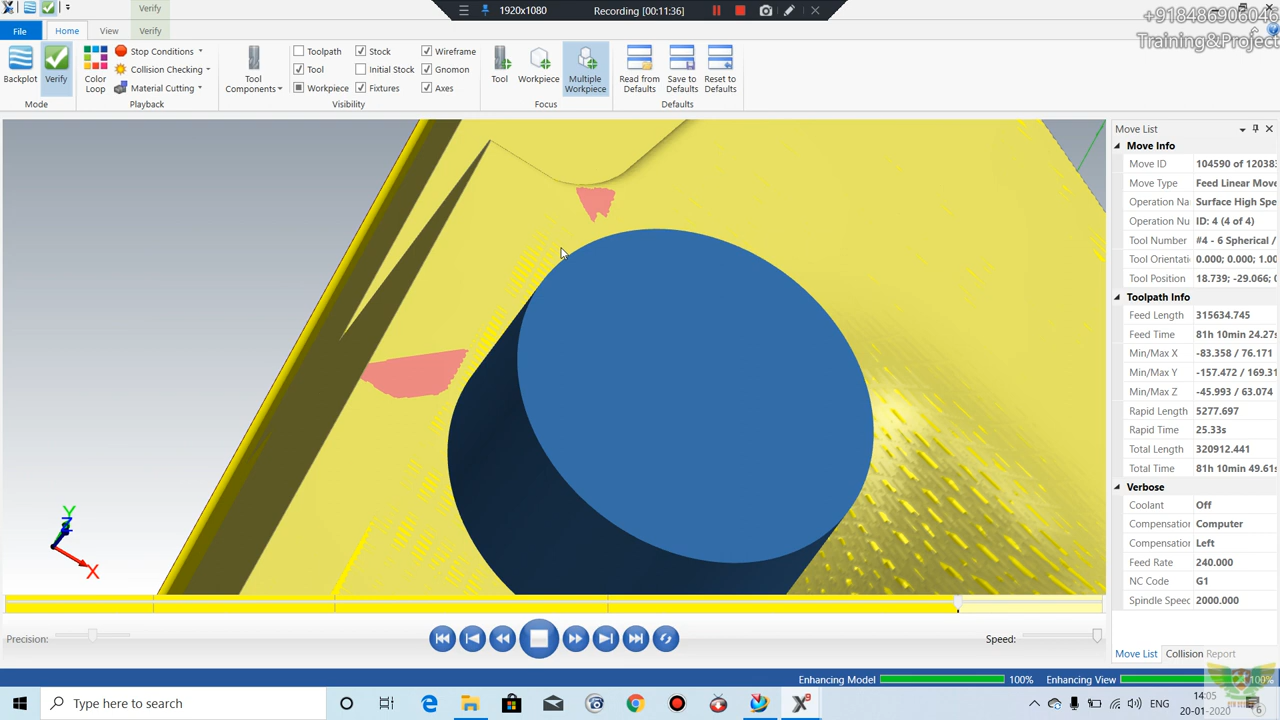 1920x1080
Recording [00:11:36]
+918486906046
Training&Project
Verify
File
Home
View
Verify
Backplot
Verify
Mode
Color Loop
Stop Conditions
Collision Checking
Material Cutting
Playback
Tool Components
Toolpath
Tool
Workpiece
Stock
Initial Stock
Fixtures
Wireframe
Gnomon
Axes
Visibility
Tool
Workpiece
Multiple Workpiece
Focus
Read from Defaults
Save to Defaults
Reset to Defaults
Defaults
Move List
Move Info
Move ID 104590 of 120383
Move Type Feed Linear Move
Operation Na Surface High Spe
Operation Nu ID: 4 (4 of 4)
Tool Number #4 - 6 Spherical /
Tool Orientati 0.000; 0.000; 1.00
Tool Position 18.739; -29.066; 0
Toolpath Info
Feed Length 315634.745
Feed Time 81h 10min 24.27s
Min/Max X -83.358 / 76.171
Min/Max Y -157.472 / 169.31
Min/Max Z -45.993 / 63.074
Rapid Length 5277.697
Rapid Time 25.33s
Total Length 320912.441
Total Time 81h 10min 49.61s
Verbose
Coolant Off
Compensatio Computer
Compensatio Left
Feed Rate 240.000
NC Code G1
Spindle Spee 2000.000
Y
Z
X
Precision:
Speed:
Move List
Collision Report
Enhancing Model 100%
Enhancing View 100%
Type here to search
ENG
14:05
20-01-2020
6